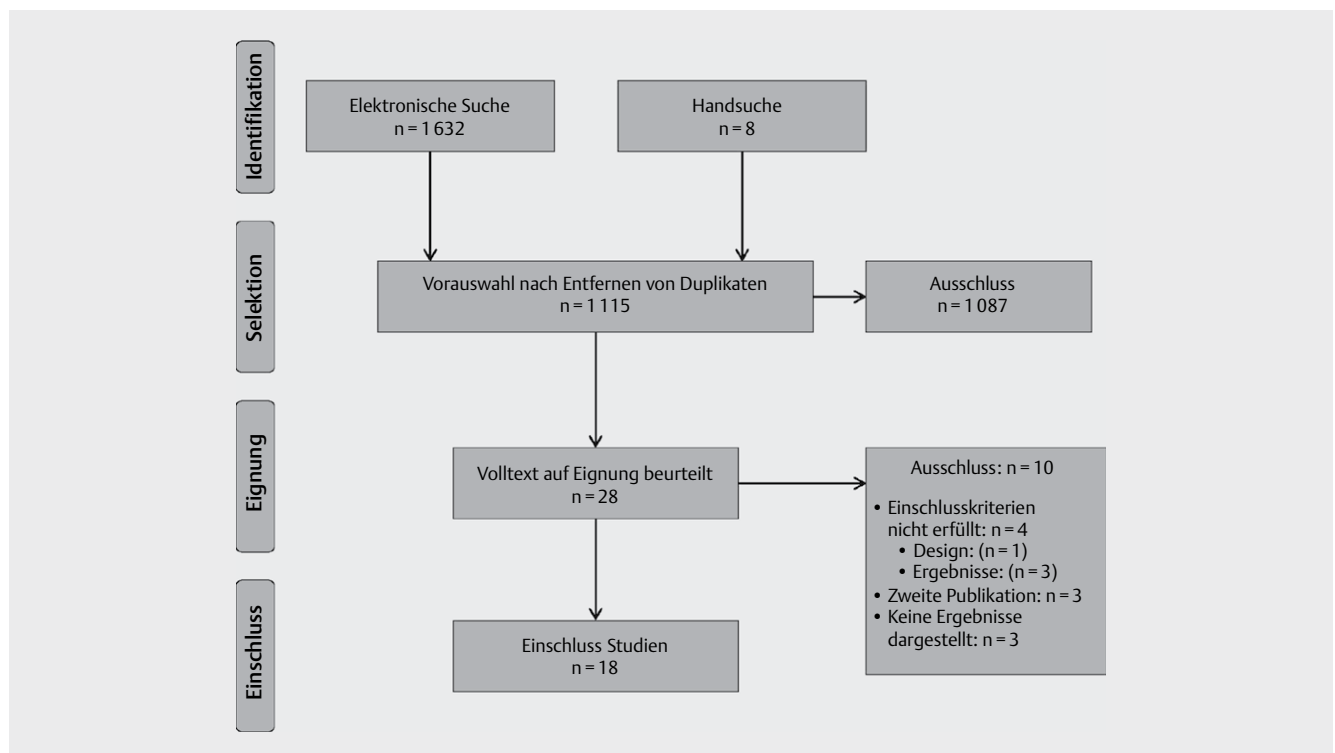 Identifikation
Elektronische Suche
n = 1 632
Handsuche
n = 8
Selektion
Vorauswahl nach Entfernen von Duplikaten
n = 1 115
Ausschluss
n = 1 087
Eignung
Volltext auf Eignung beurteilt
n = 28
Ausschluss: n = 10
• Einschlusskriterien
nicht erfüllt: n = 4
• Design: (n = 1)
• Ergebnisse: (n = 3)
• Zweite Publikation: n = 3
• Keine Ergebnisse
dargestellt: n = 3
Einschluss
Einschluss Studien
n = 18